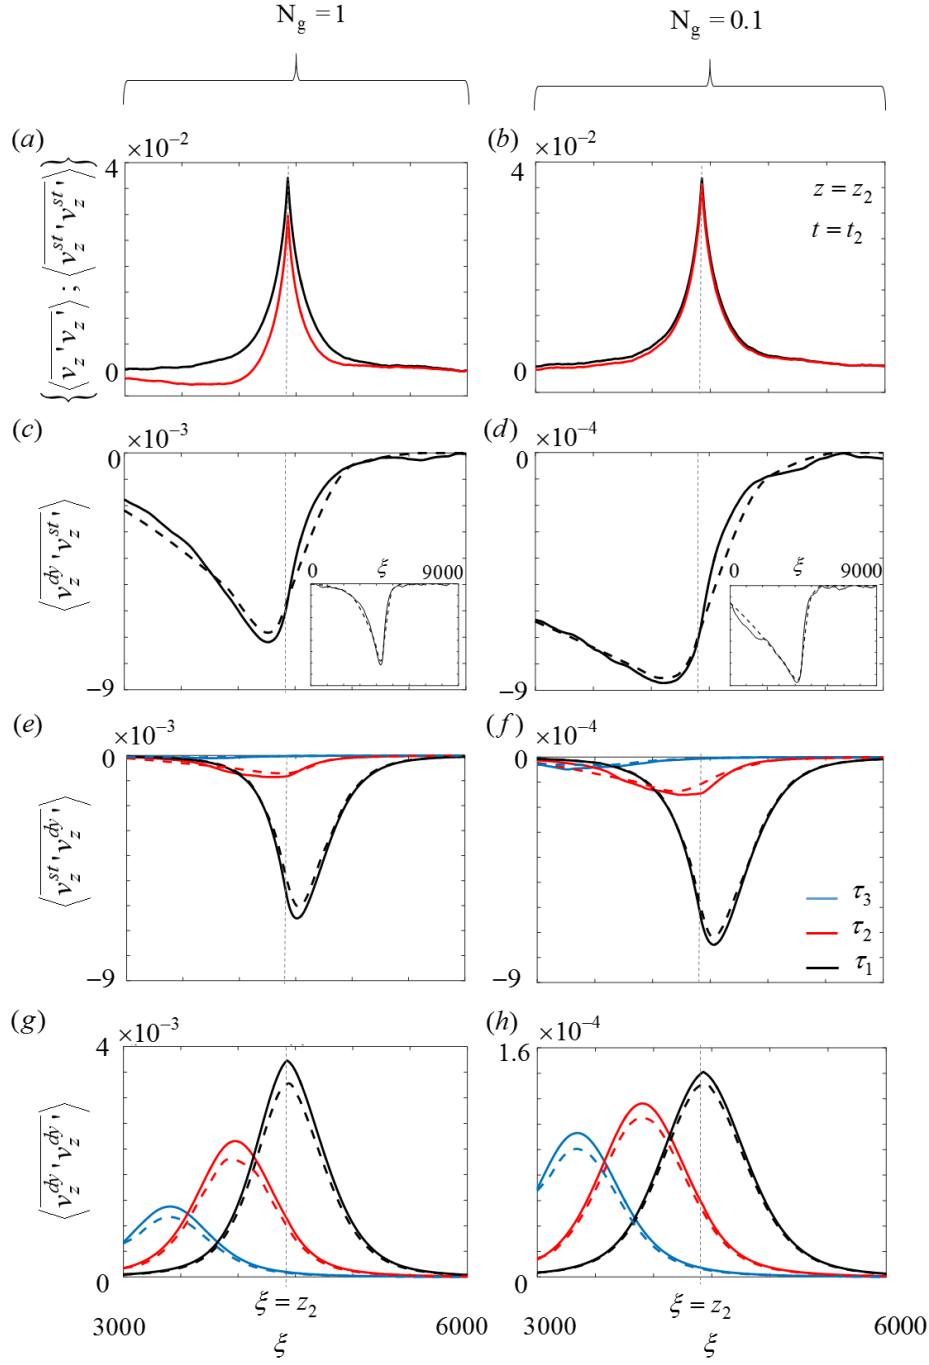 N_g = 1
N_g = 0.1
(a)
×10⁻²
4
0
⟨v_z' v_z'⟩ ; ⟨v_z^{st}' v_z^{st}'⟩
(b)
×10⁻²
4
0
z = z₂
t = t₂
(c)
×10⁻³
0
−9
⟨v_z^{dy}' v_z^{st}'⟩
0
ξ
9000
(d)
×10⁻⁴
0
−9
0
ξ
9000
(e)
×10⁻³
0
−9
⟨v_z^{st}' v_z^{dy}'⟩
(f)
×10⁻⁴
0
−9
τ₃
τ₂
τ₁
(g)
×10⁻³
4
0
⟨v_z^{dy}' v_z^{dy}'⟩
ξ = z₂
3000
6000
ξ
(h)
×10⁻⁴
1.6
0
ξ = z₂
3000
6000
ξ